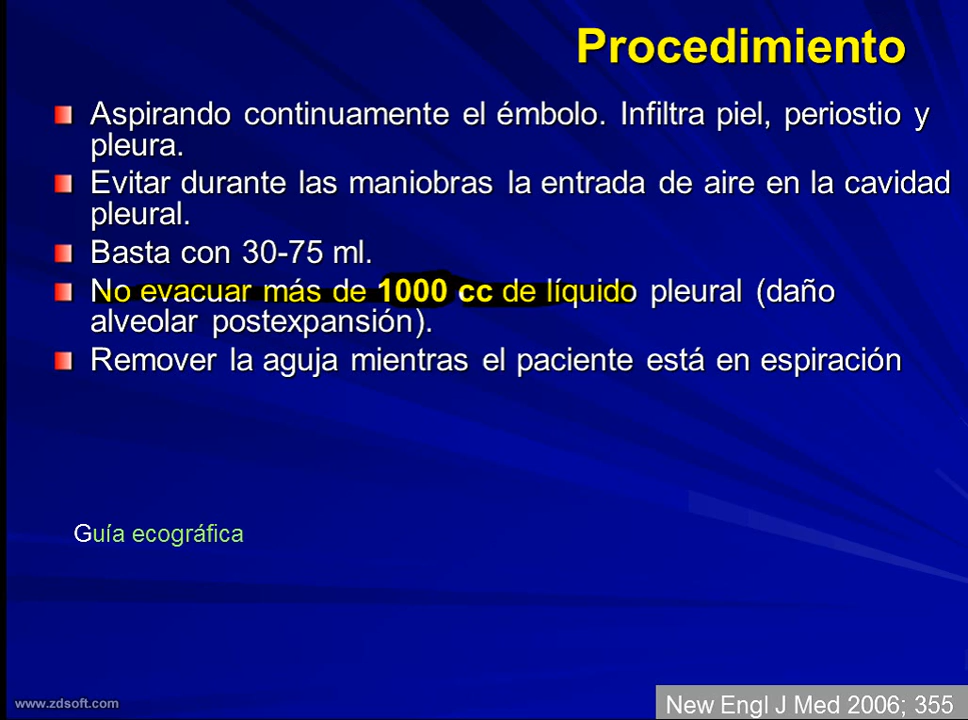 Procedimiento
Aspirando continuamente el émbolo. Infiltra piel, periostio y
pleura.
Evitar durante las maniobras la entrada de aire en la cavidad
pleural.
Basta con 30-75 ml.
No evacuar más de 1000 cc de líquido pleural (daño
alveolar postexpansión).
Remover la aguja mientras el paciente está en espiración
Guía ecográfica
www.zdsoft.com
New Engl J Med 2006; 355